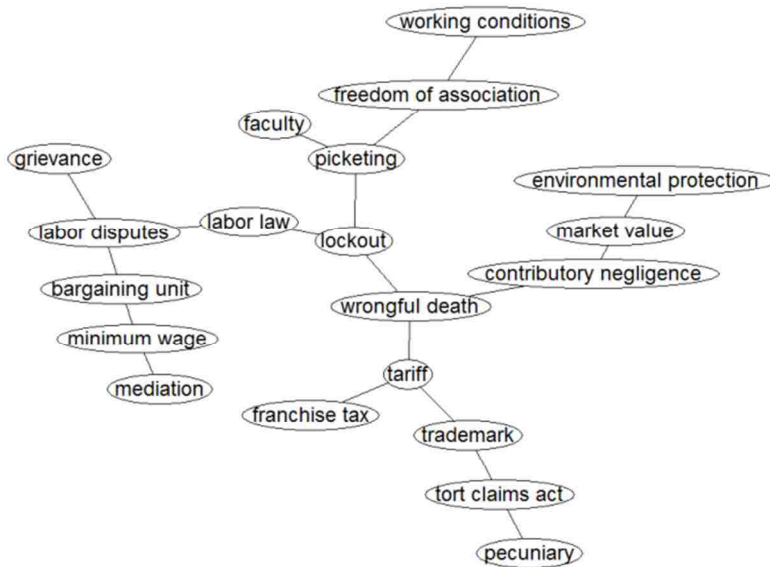 working conditions
freedom of association
faculty
picketing
grievance
environmental protection
labor law
labor disputes
lockout
market value
contributory negligence
bargaining unit
wrongful death
minimum wage
tariff
mediation
franchise tax
trademark
tort claims act
pecuniary